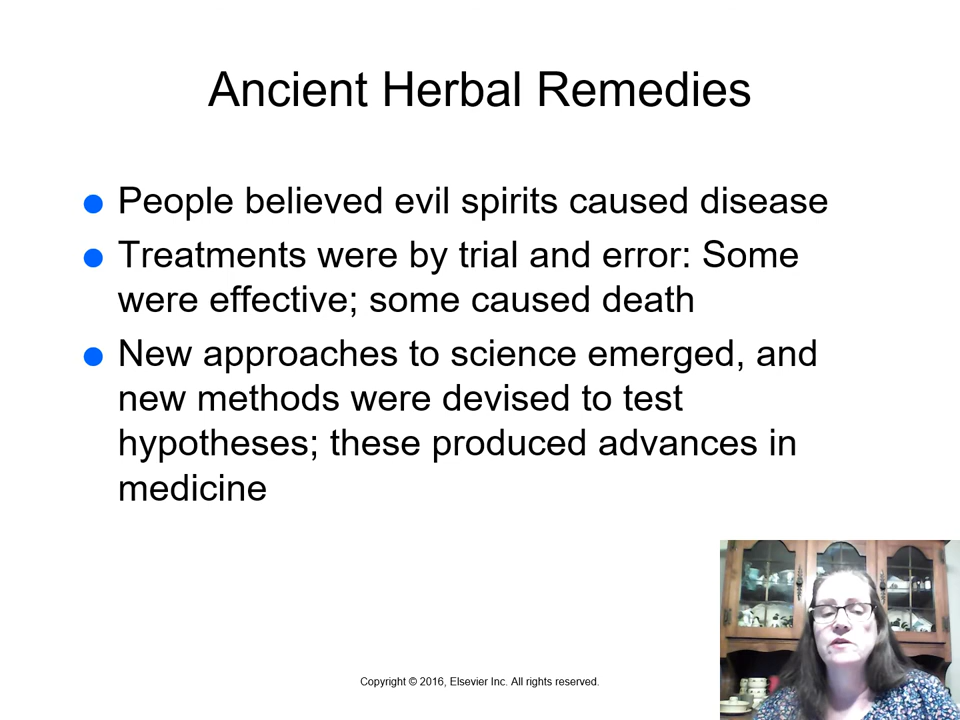 Ancient Herbal Remedies
People believed evil spirits caused disease
Treatments were by trial and error: Some
were effective; some caused death
New approaches to science emerged, and
new methods were devised to test
hypotheses; these produced advances in
medicine
Copyright © 2016, Elsevier Inc. All rights reserved.